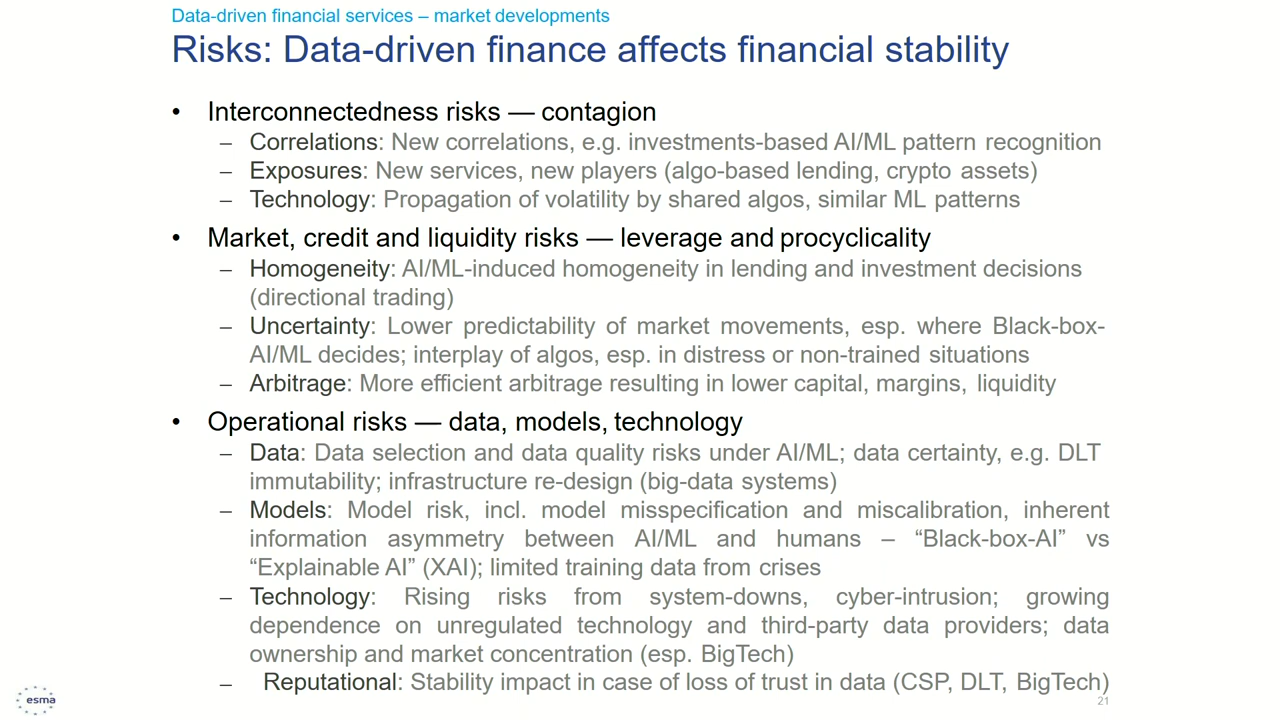 Data-driven financial services – market developments
Risks: Data-driven finance affects financial stability
• Interconnectedness risks — contagion
– Correlations: New correlations, e.g. investments-based AI/ML pattern recognition
– Exposures: New services, new players (algo-based lending, crypto assets)
– Technology: Propagation of volatility by shared algos, similar ML patterns
• Market, credit and liquidity risks — leverage and procyclicality
– Homogeneity: AI/ML-induced homogeneity in lending and investment decisions
(directional trading)
– Uncertainty: Lower predictability of market movements, esp. where Black-box-
AI/ML decides; interplay of algos, esp. in distress or non-trained situations
– Arbitrage: More efficient arbitrage resulting in lower capital, margins, liquidity
• Operational risks — data, models, technology
– Data: Data selection and data quality risks under AI/ML; data certainty, e.g. DLT
immutability; infrastructure re-design (big-data systems)
– Models: Model risk, incl. model misspecification and miscalibration, inherent
information asymmetry between AI/ML and humans – “Black-box-AI” vs
“Explainable AI” (XAI); limited training data from crises
– Technology: Rising risks from system-downs, cyber-intrusion; growing
dependence on unregulated technology and third-party data providers; data
ownership and market concentration (esp. BigTech)
– Reputational: Stability impact in case of loss of trust in data (CSP, DLT, BigTech)
esma
21